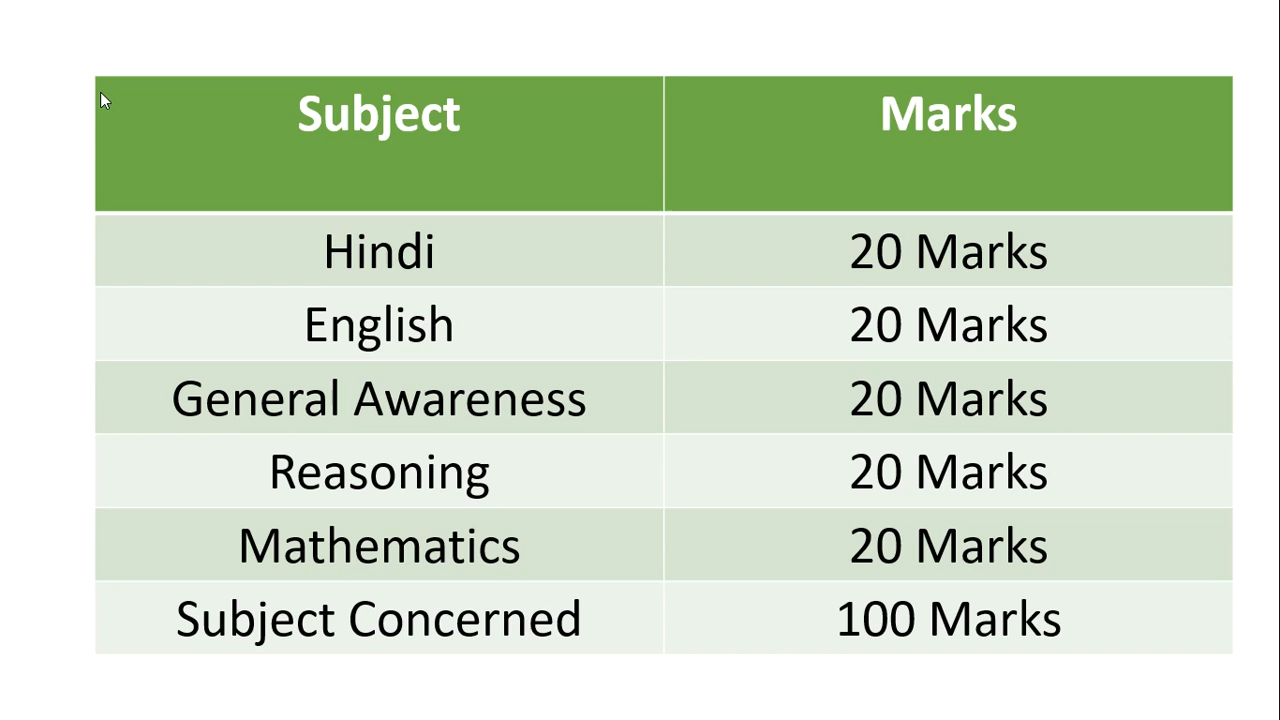 Subject Marks
Hindi 20 Marks
English 20 Marks
General Awareness 20 Marks
Reasoning 20 Marks
Mathematics 20 Marks
Subject Concerned 100 Marks